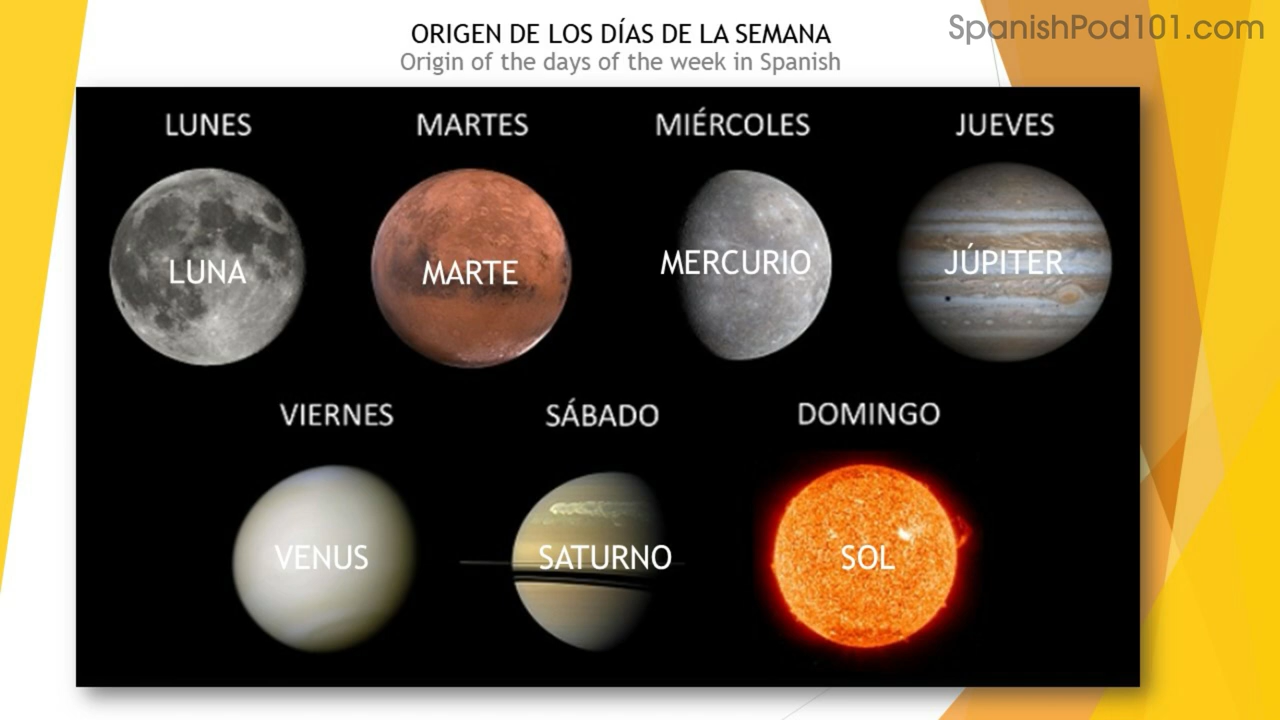 SpanishPod101.com
ORIGEN DE LOS DÍAS DE LA SEMANA
Origin of the days of the week in Spanish
LUNES MARTES MIÉRCOLES JUEVES
LUNA MARTE MERCURIO JÚPITER
VIERNES SÁBADO DOMINGO
VENUS SATURNO SOL